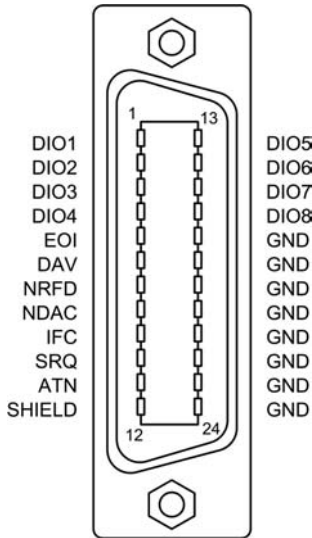 1 13
DIO1 DIO5
DIO2 DIO6
DIO3 DIO7
DIO4 DIO8
EOI GND
DAV GND
NRFD GND
NDAC GND
IFC GND
SRQ GND
ATN GND
SHIELD GND
12 24